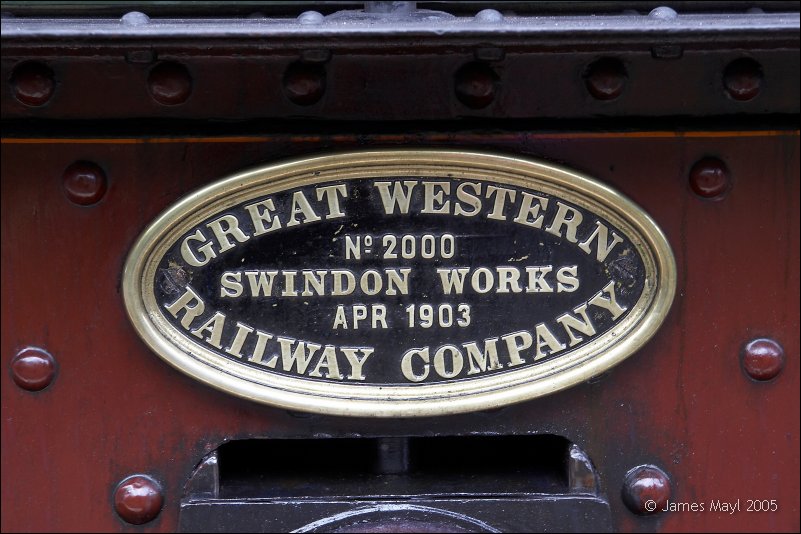 GREAT WESTERN
Nº 2000
SWINDON WORKS
APR 1903
RAILWAY COMPANY
© James Mayl 2005